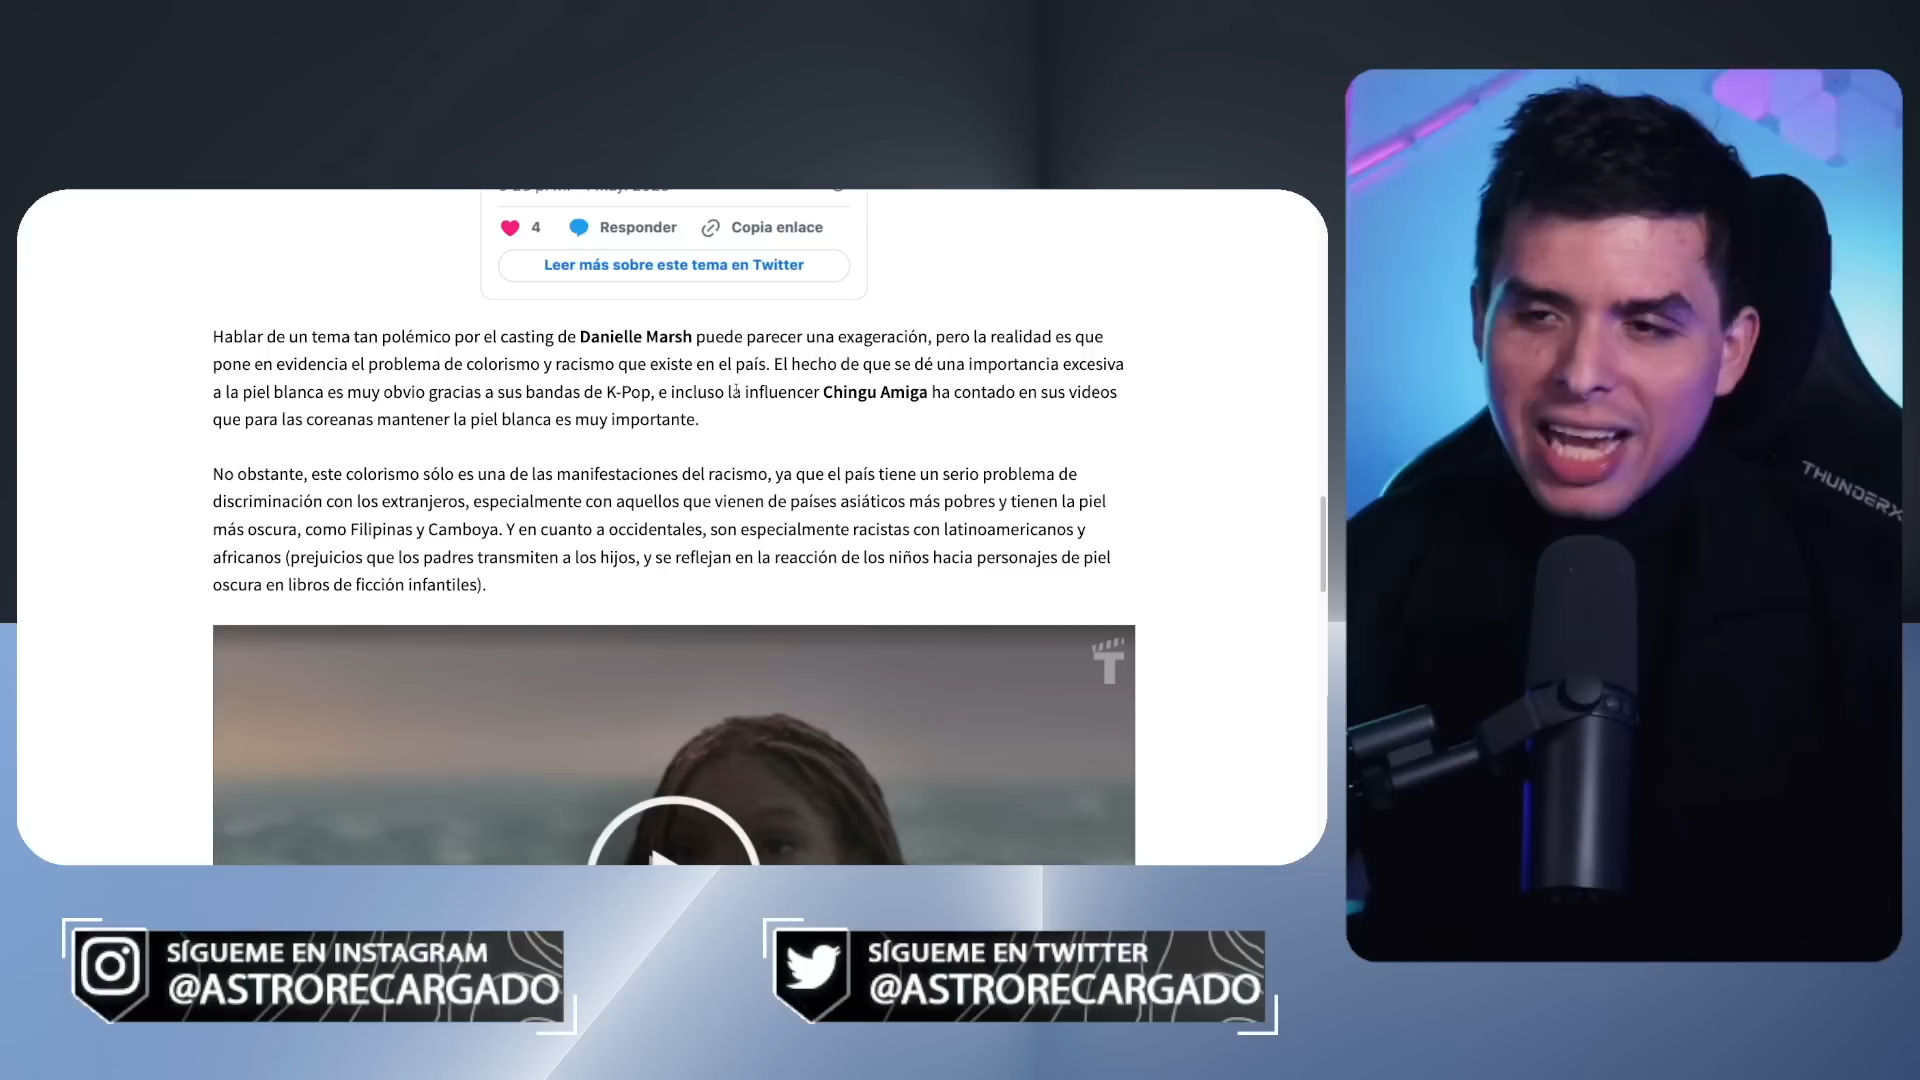 4 Responder Copia enlace
Leer más sobre este tema en Twitter
Hablar de un tema tan polémico por el casting de Danielle Marsh puede parecer una exageración, pero la realidad es que
pone en evidencia el problema de colorismo y racismo que existe en el país. El hecho de que se dé una importancia excesiva
a la piel blanca es muy obvio gracias a sus bandas de K-Pop, e incluso la influencer Chingu Amiga ha contado en sus videos
que para las coreanas mantener la piel blanca es muy importante.
No obstante, este colorismo sólo es una de las manifestaciones del racismo, ya que el país tiene un serio problema de
discriminación con los extranjeros, especialmente con aquellos que vienen de países asiáticos más pobres y tienen la piel
más oscura, como Filipinas y Camboya. Y en cuanto a occidentales, son especialmente racistas con latinoamericanos y
africanos (prejuicios que los padres transmiten a los hijos, y se reflejan en la reacción de los niños hacia personajes de piel
oscura en libros de ficción infantiles).
T
THUNDERX
SÍGUEME EN INSTAGRAM
@ASTRORECARGADO
SÍGUEME EN TWITTER
@ASTRORECARGADO